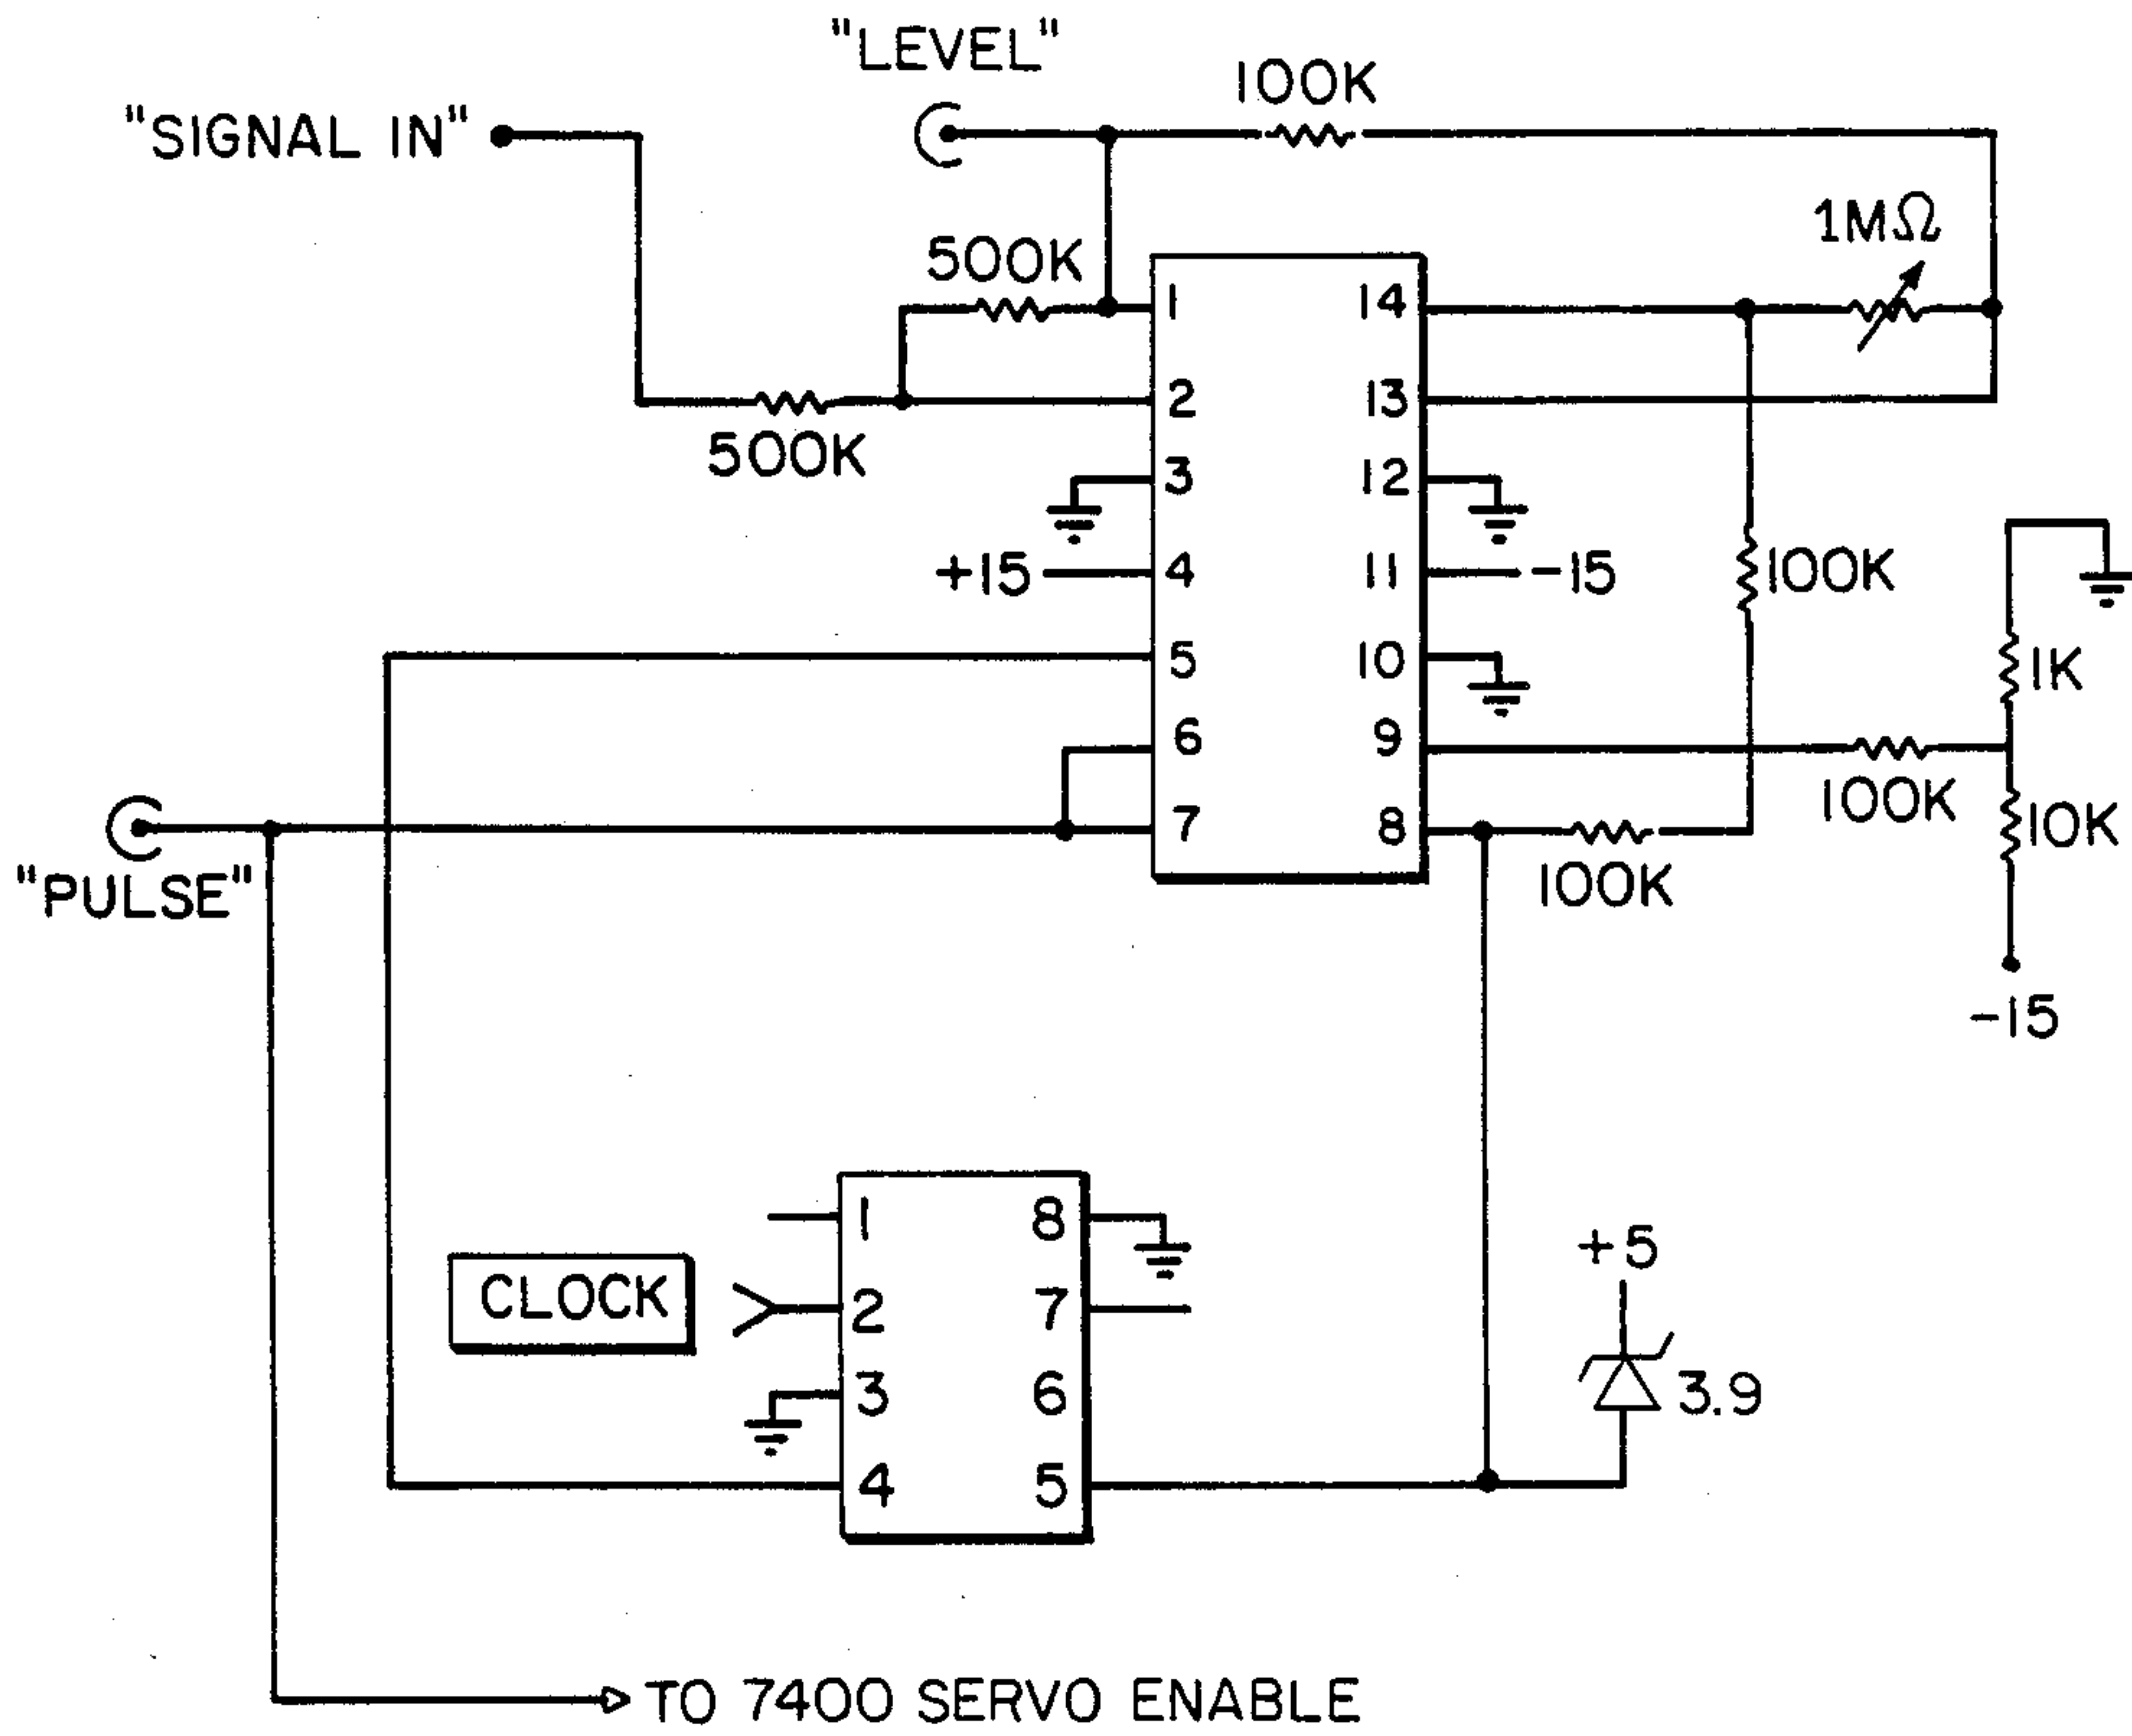 "LEVEL"
100K
"SIGNAL IN"
1MΩ
500K
1 14
2 13
500K
3 12
+15 4 11 -15
100K
5 10
1K
6 9
100K
10K
7 8
"PULSE"
100K
-15
1 8
+5
CLOCK
2 7
3 6
3.9
4 5
TO 7400 SERVO ENABLE